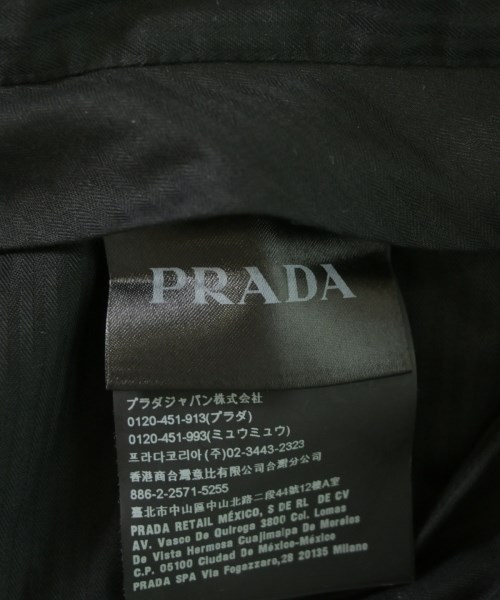 PRADA
プラダジャパン株式会社
0120-451-913(プラダ)
0120-451-993(ミュウミュウ)
프라다코리아(주)02-3443-2323
香港商台灣壹比有限公司台灣分公司
886-2-2571-5255
臺北市中山區中山北路二段44號12樓A室
PRADA RETAIL MÉXICO, S DE RL DE CV
AV. Vasco De Quiroga 3800 Col. Lomas
De Vista Hermosa Cuajimalpa De Morelos
C.P. 05100 Ciudad De México-México
PRADA SPA Via Fogazzaro,28 20135 Milano